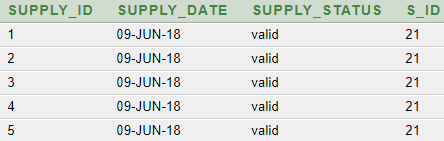 SUPPLY_ID SUPPLY_DATE SUPPLY_STATUS S_ID
1 09-JUN-18 valid 21
2 09-JUN-18 valid 21
3 09-JUN-18 valid 21
4 09-JUN-18 valid 21
5 09-JUN-18 valid 21